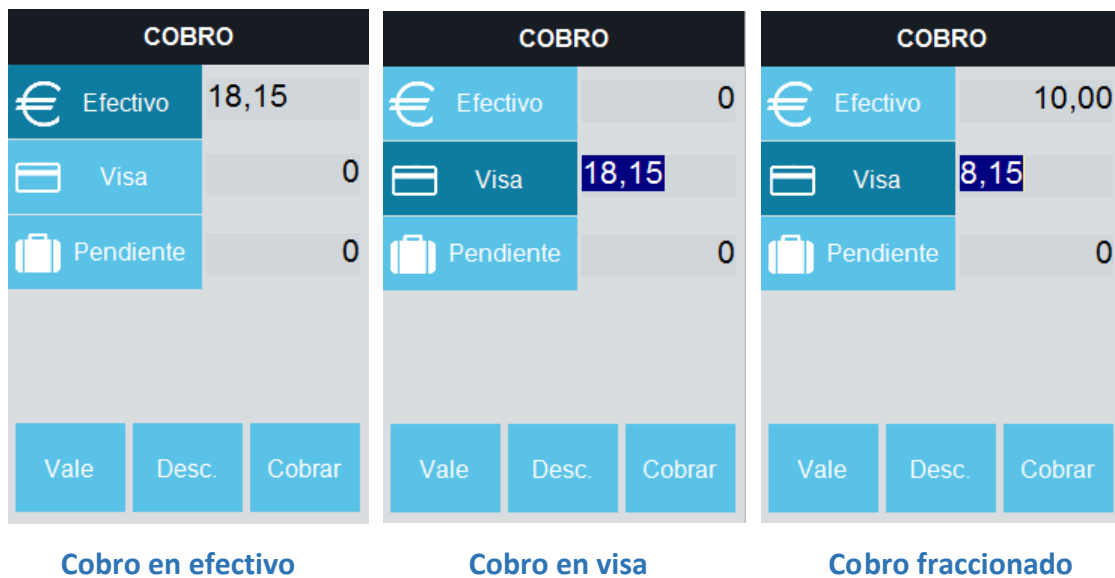 COBRO
Efectivo 18,15
Visa 0
Pendiente 0
Vale Desc. Cobrar
Cobro en efectivo
COBRO
Efectivo 0
Visa 18,15
Pendiente 0
Vale Desc. Cobrar
Cobro en visa
COBRO
Efectivo 10,00
Visa 8,15
Pendiente 0
Vale Desc. Cobrar
Cobro fraccionado